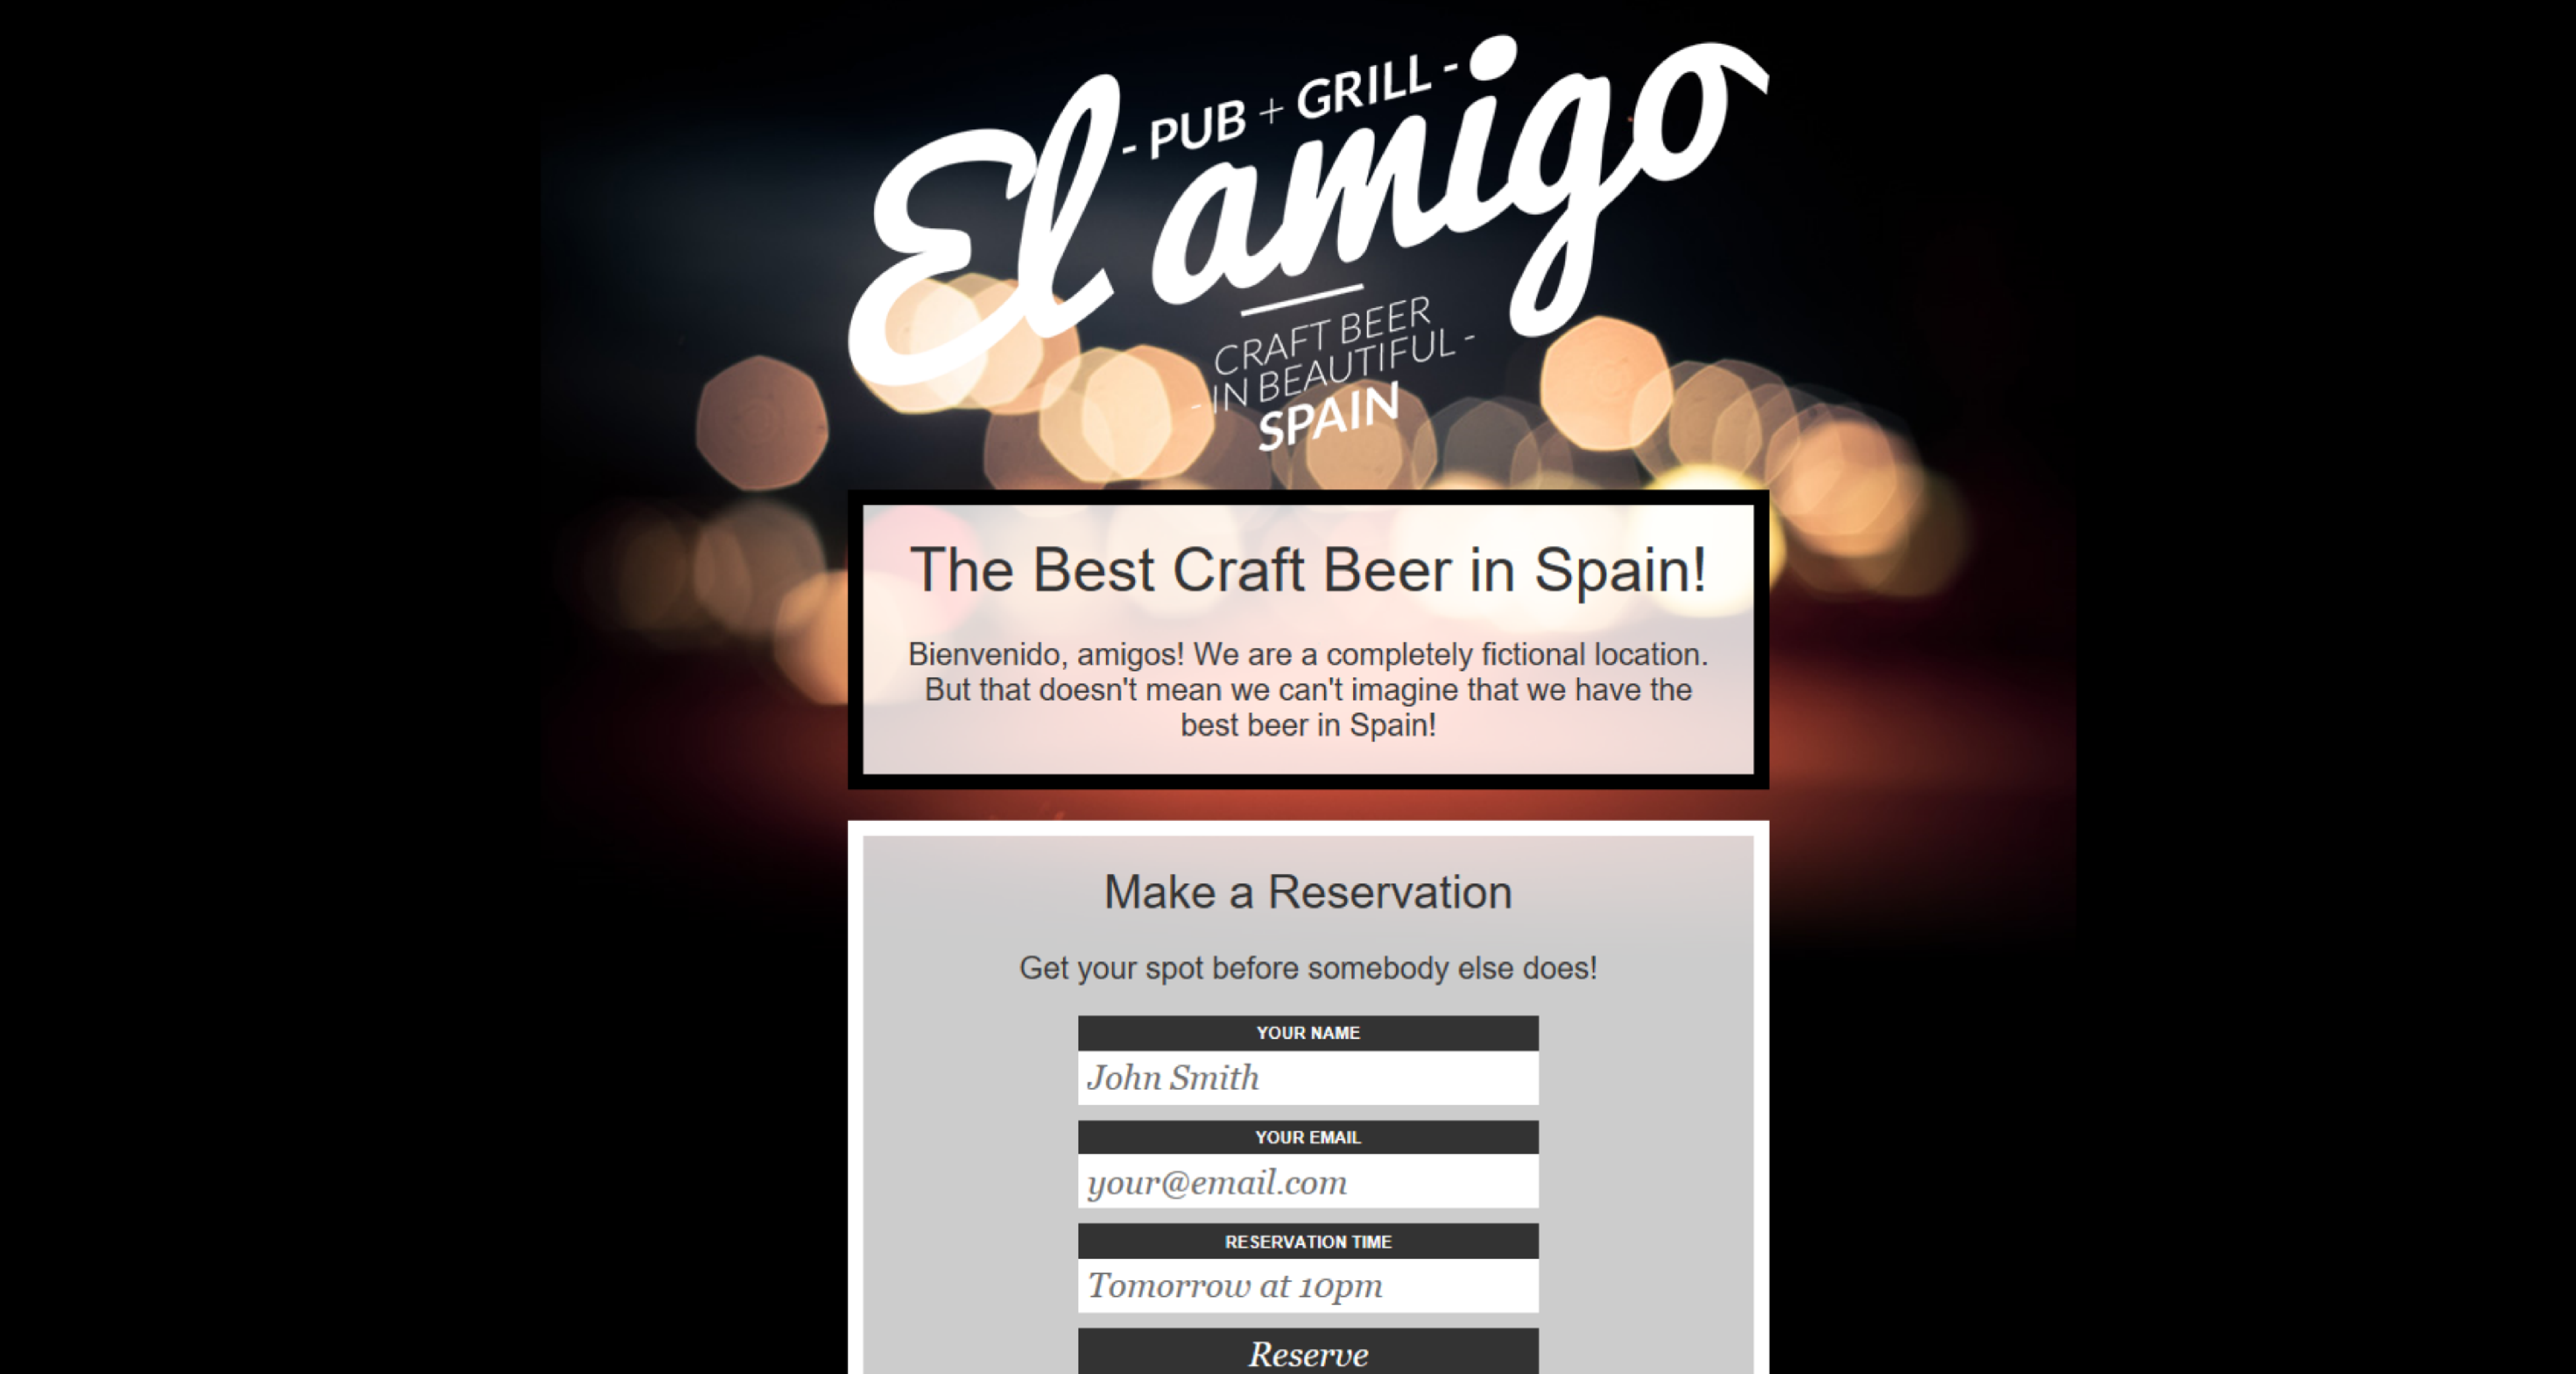 - PUB + GRILL -
El amigo
CRAFT BEER
- IN BEAUTIFUL -
SPAIN
The Best Craft Beer in Spain!
Bienvenido, amigos! We are a completely fictional location.
But that doesn't mean we can't imagine that we have the
best beer in Spain!
Make a Reservation
Get your spot before somebody else does!
YOUR NAME
John Smith
YOUR EMAIL
your@email.com
RESERVATION TIME
Tomorrow at 10pm
Reserve